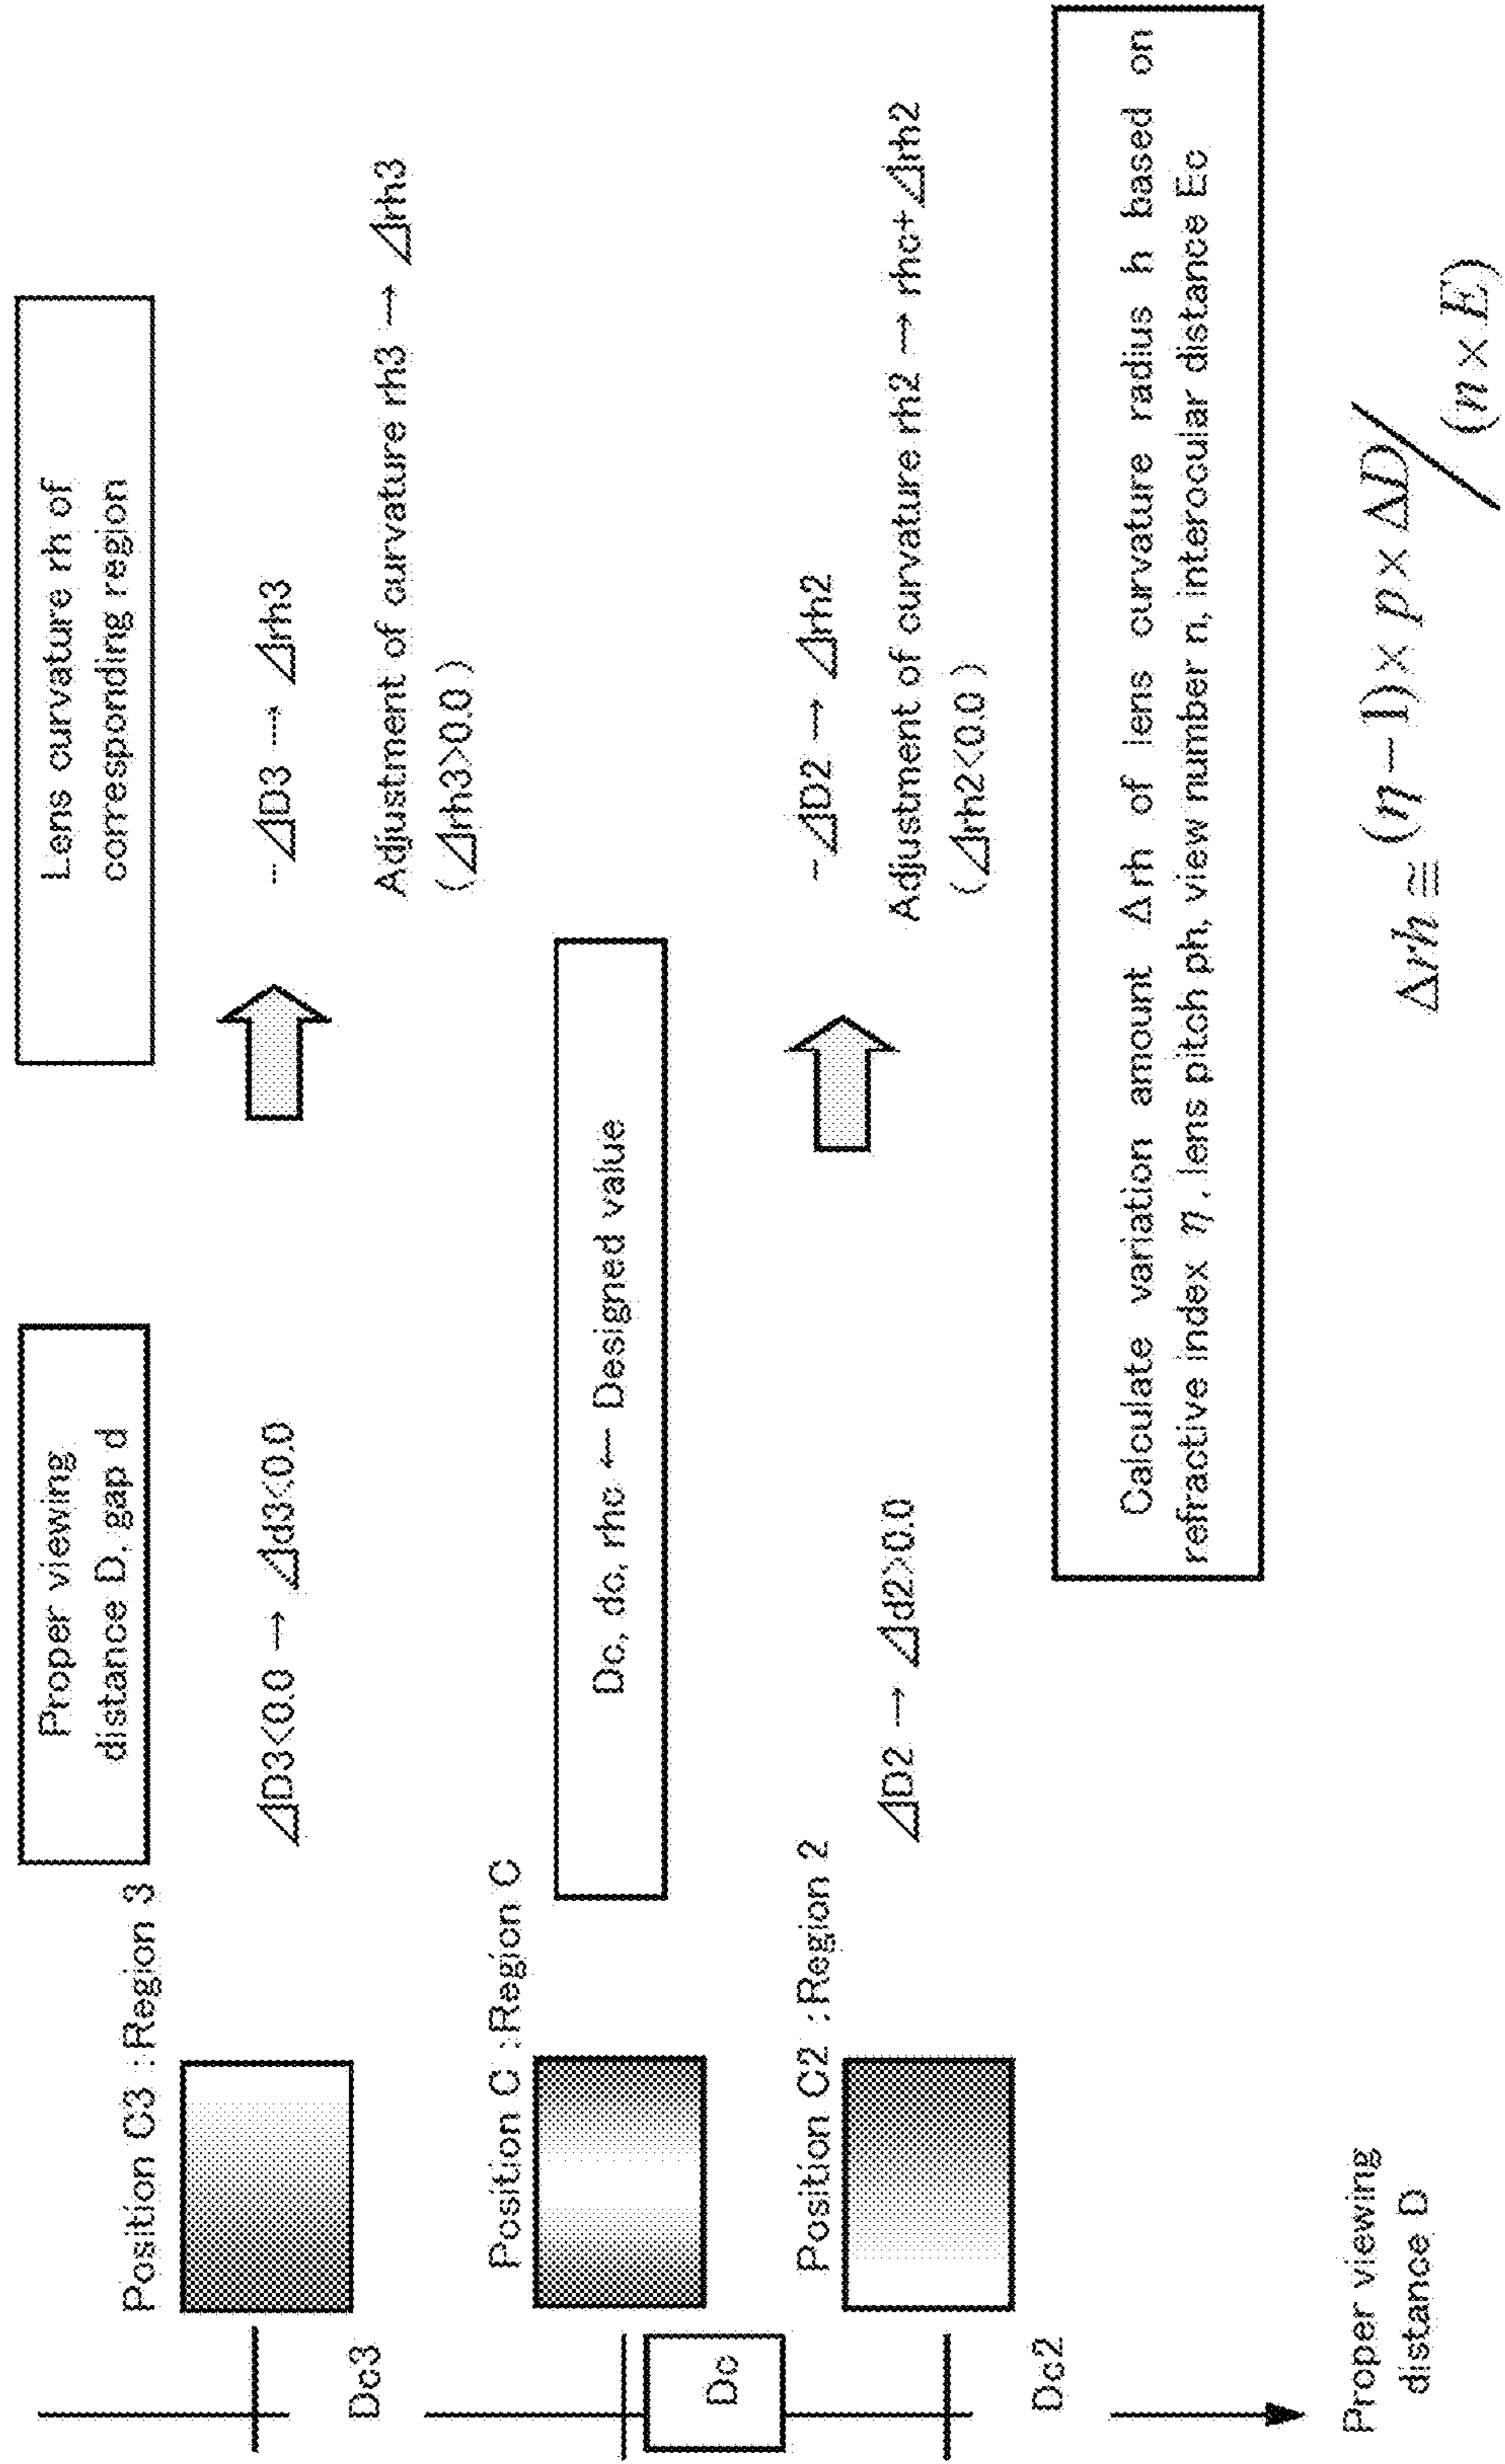 Proper viewing
distance D, gap d
Lens curvature rh of
corresponding region
Position C3 : Region 3
Dc3
ΔD3<0.0 → Δd3<0.0
-ΔD3 → Δrh3
Adjustment of curvature rh3 → Δrh3
(Δrh3>0.0)
Position C : Region C
Dc
Dc, dc, rhc ← Designed value
Position C2 : Region 2
Dc2
ΔD2 → Δd2>0.0
-ΔD2 → Δrh2
Adjustment of curvature rh2 → rhc+Δrh2
(Δrh2<0.0)
Calculate variation amount Δrh of lens curvature radius h based on
refractive index η, lens pitch ph, view number n, interocular distance Ec
Δrh ≅ (η−1)×p×ΔD/(n×E)
Proper viewing
distance D